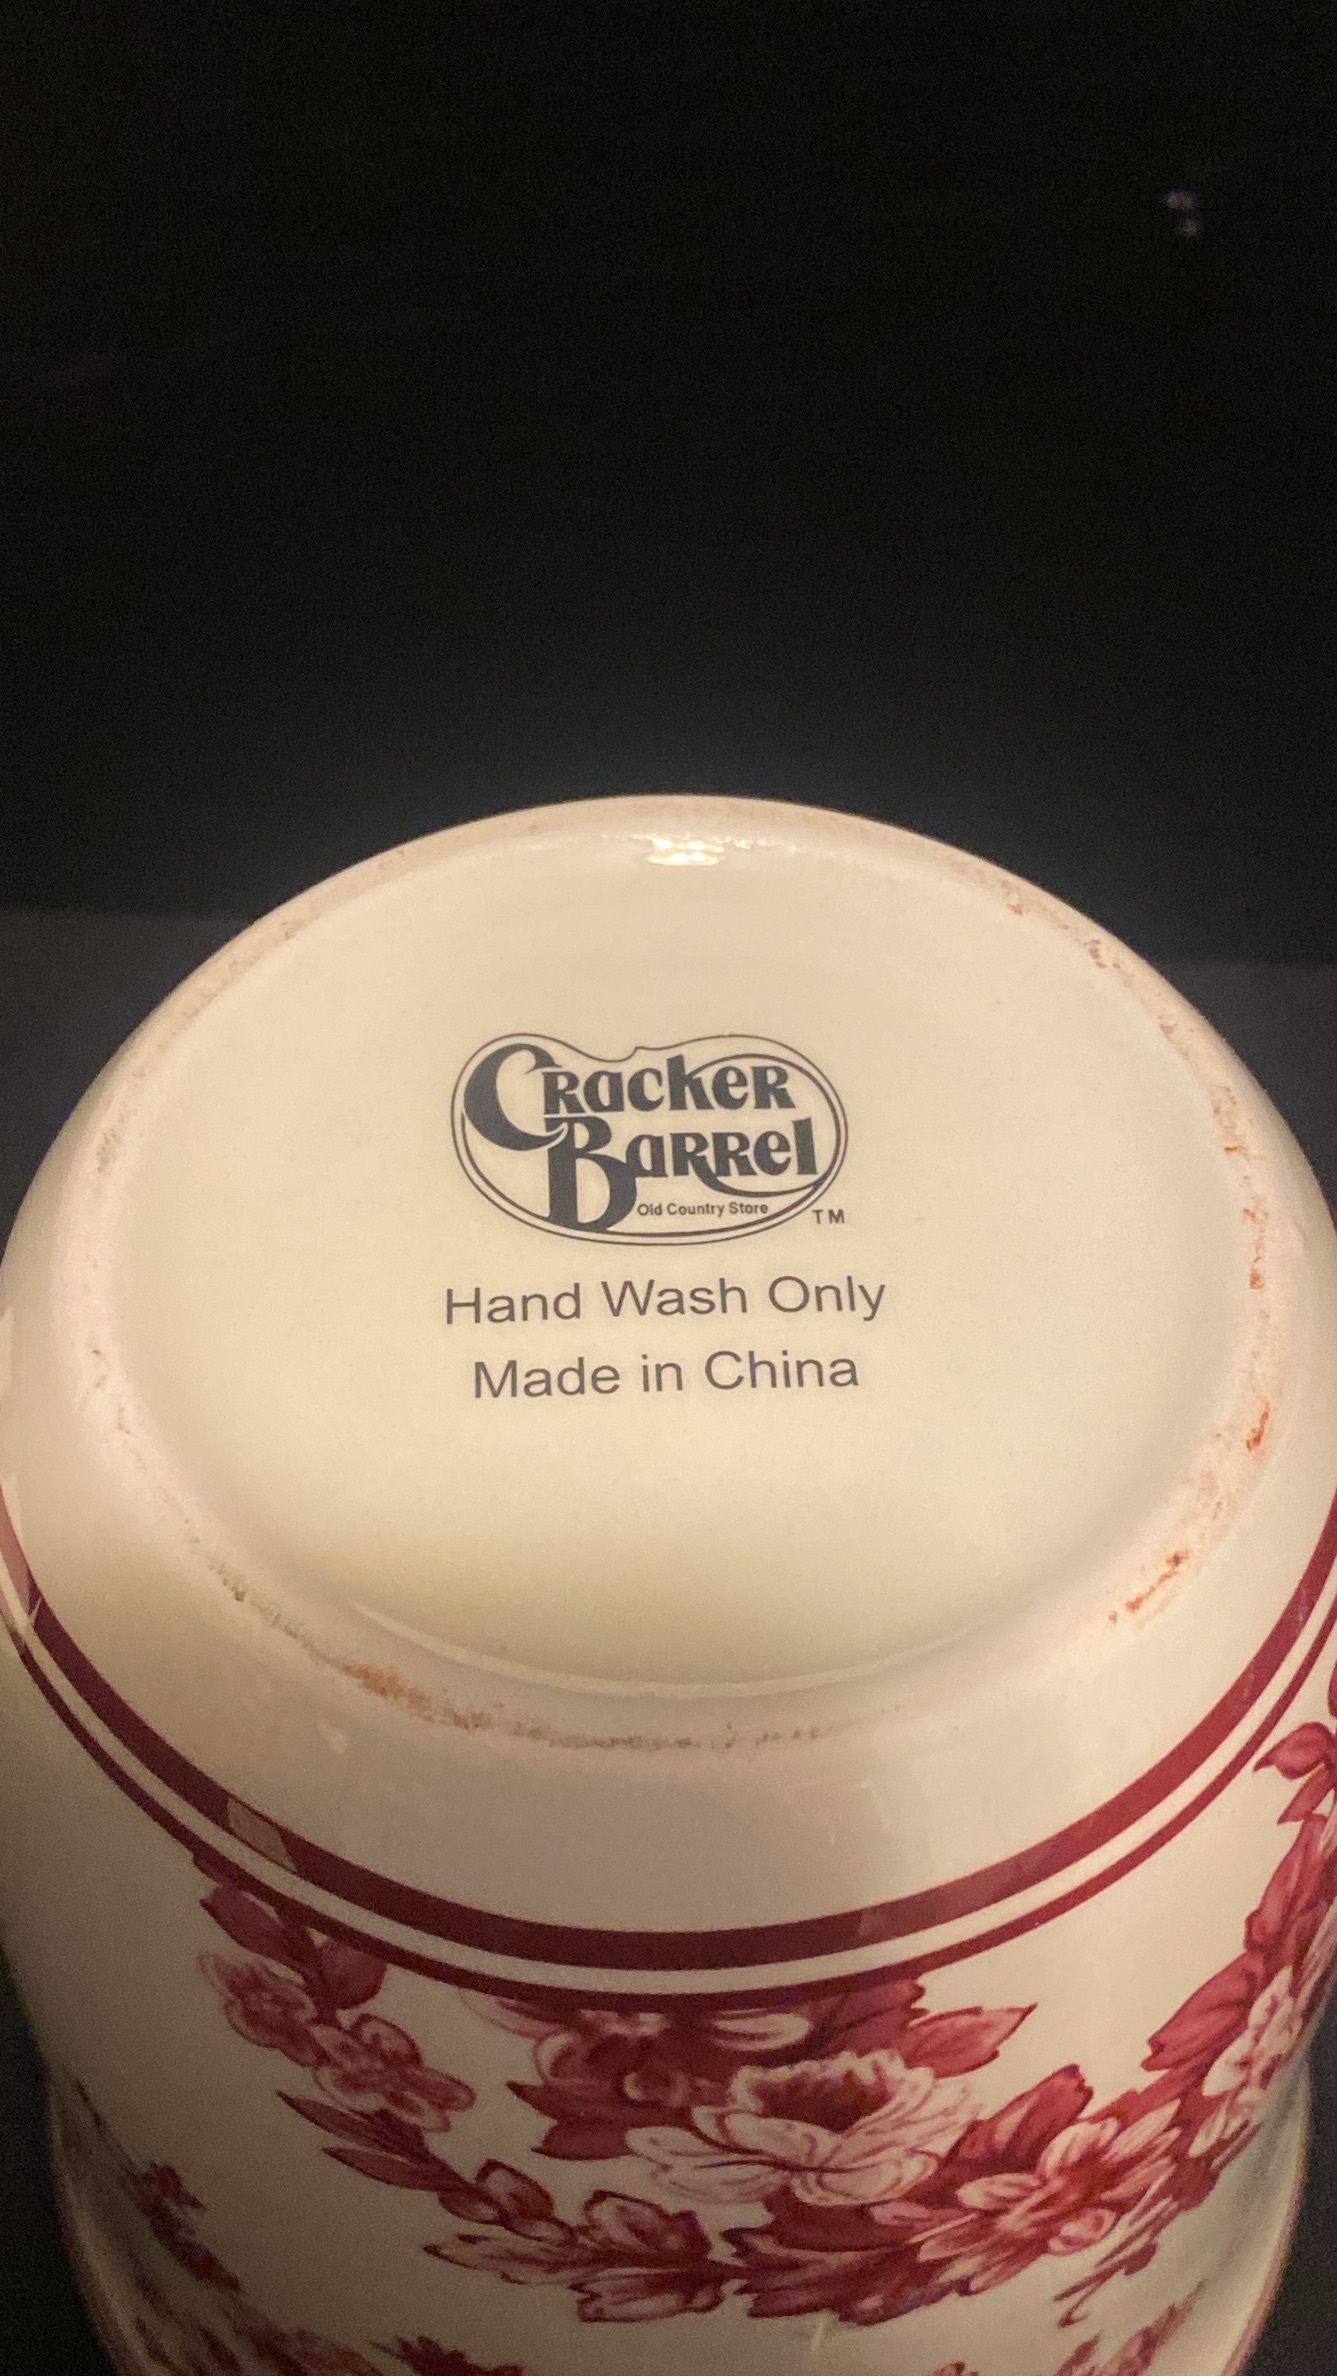 Cracker
Barrel
Old Country Store
TM
Hand Wash Only
Made in China